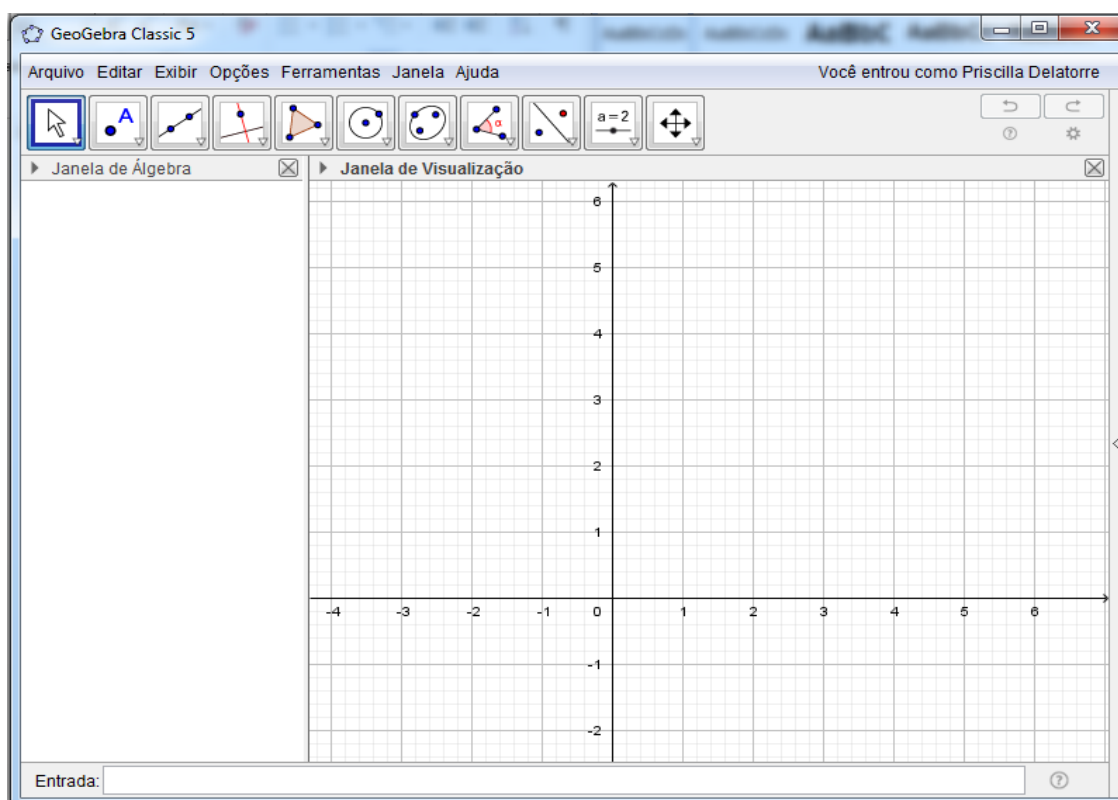 GeoGebra Classic 5
Arquivo Editar Exibir Opções Ferramentas Janela Ajuda Você entrou como Priscilla Delatorre
A α a = 2
Janela de Álgebra Janela de Visualização
6
5
4
3
2
1
-4 -3 -2 -1 0 1 2 3 4 5 6
-1
-2
Entrada: